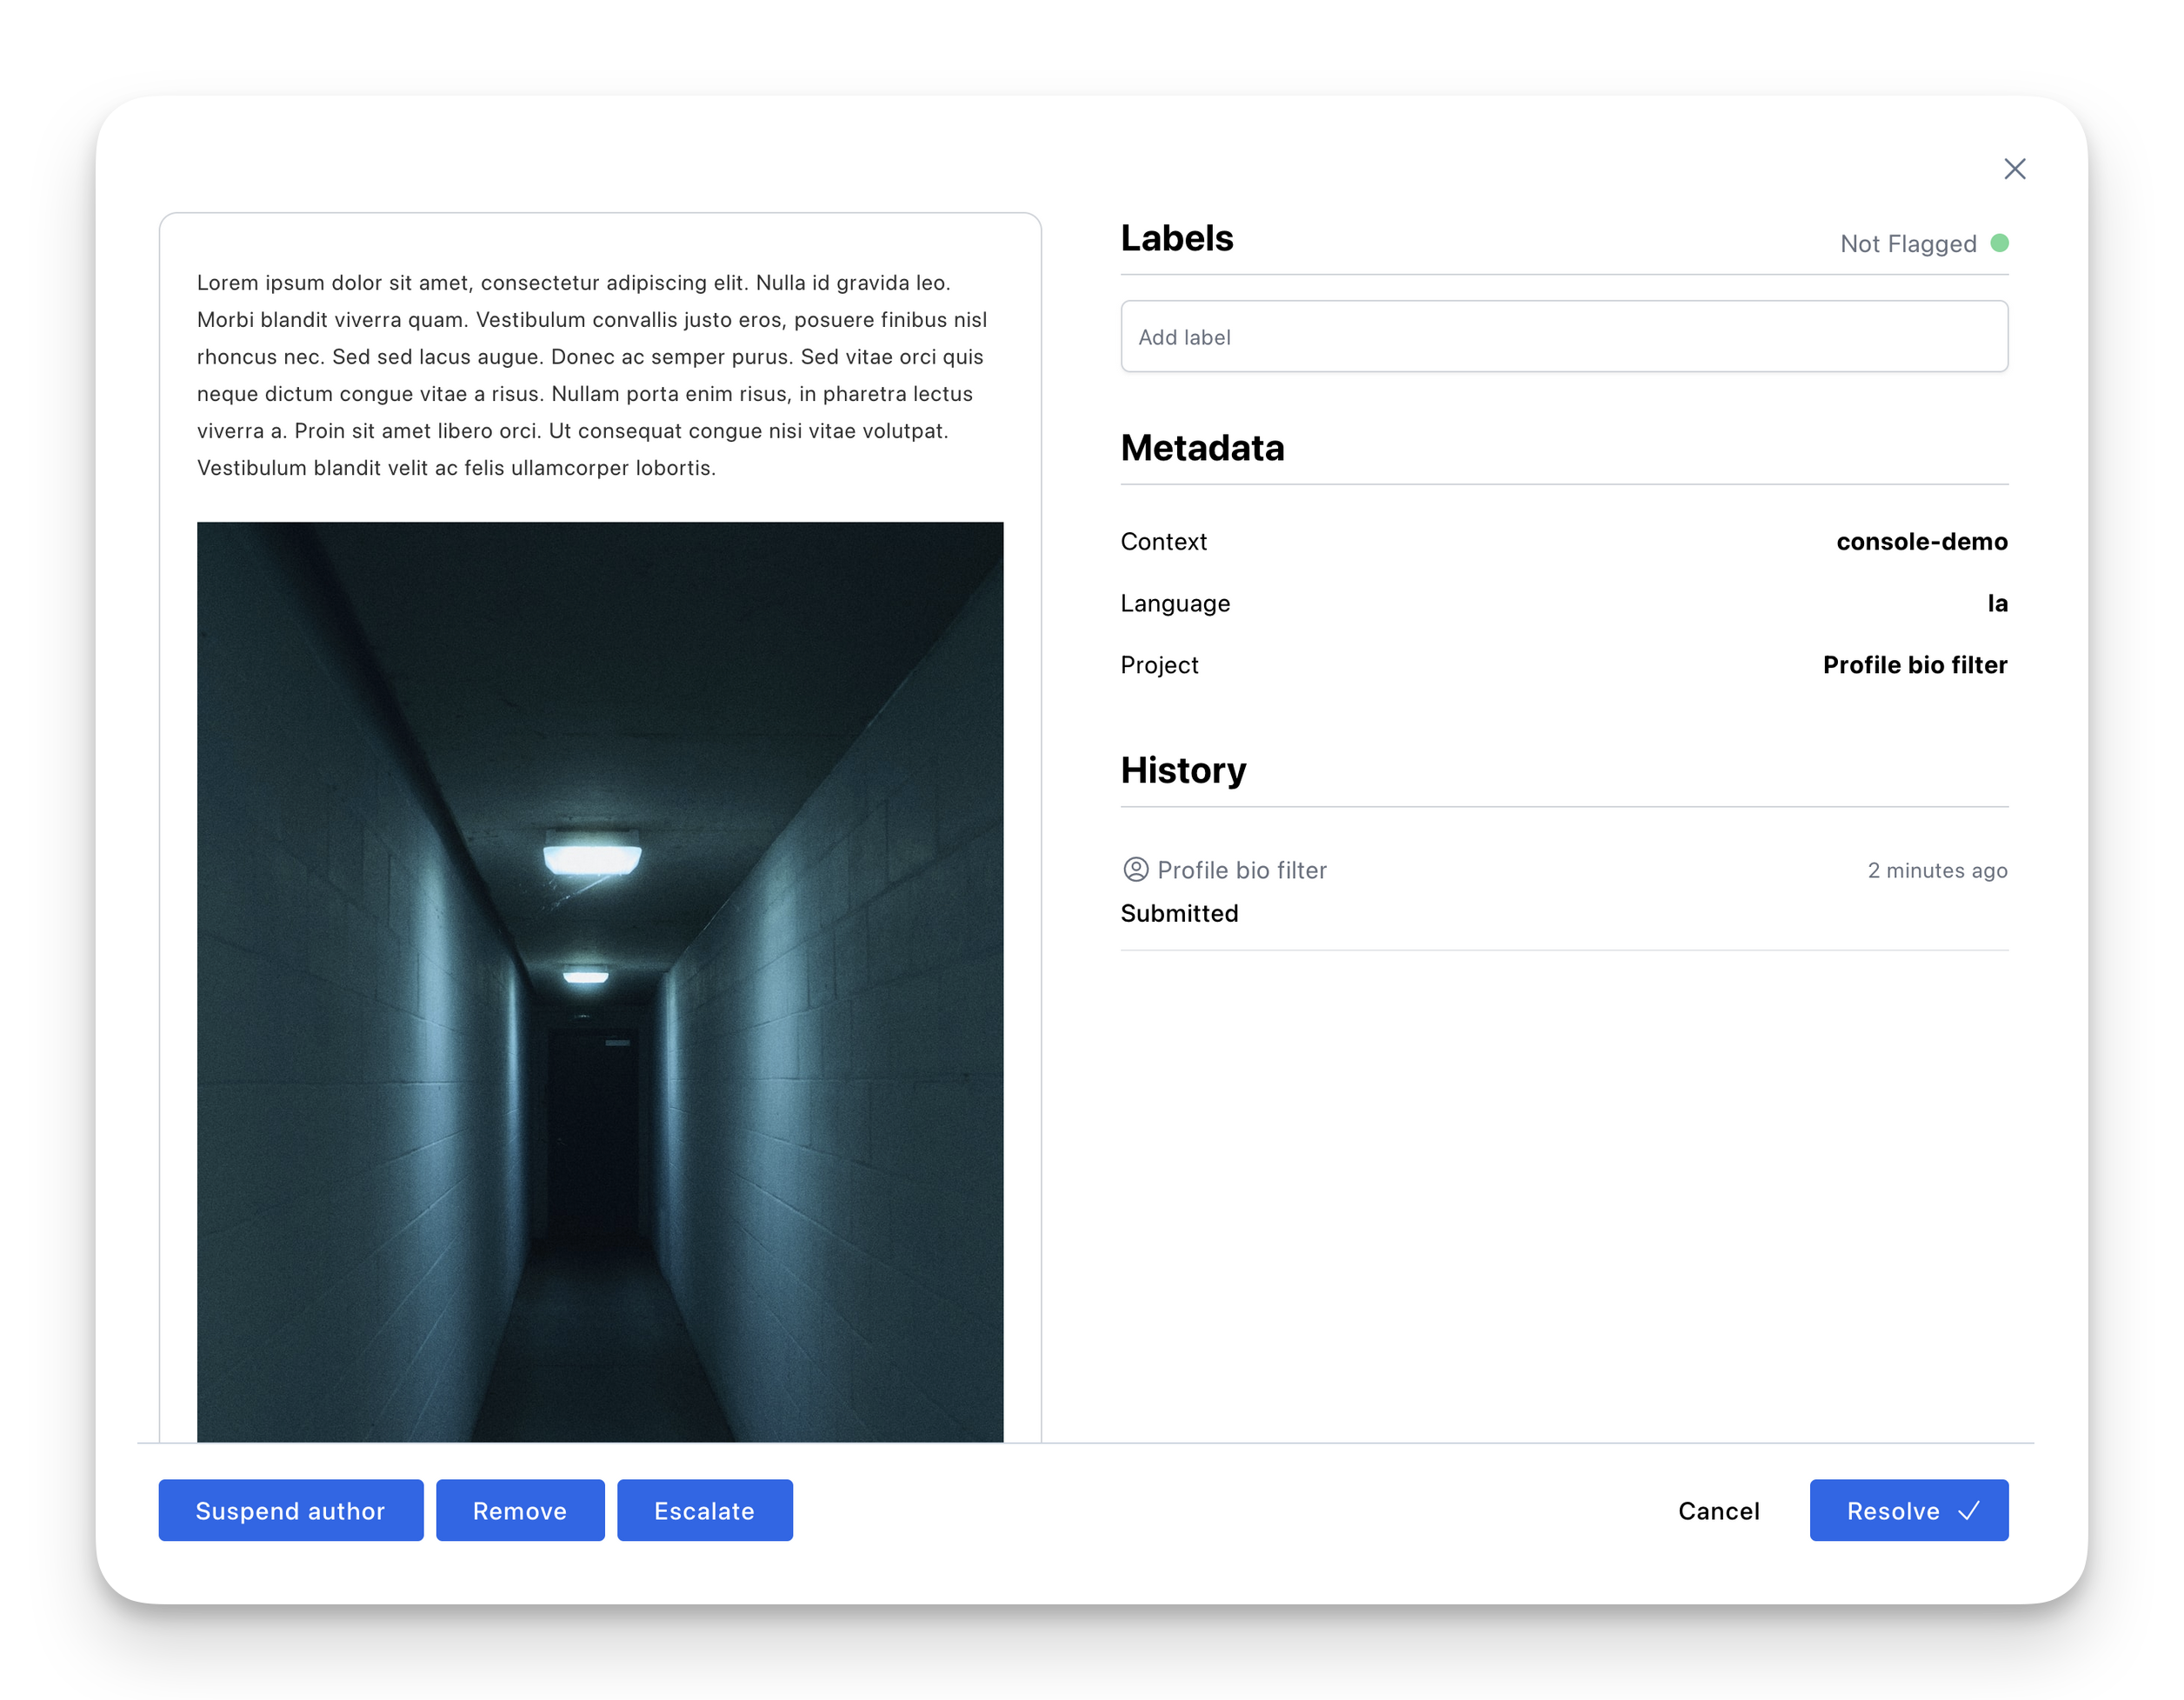 Lorem ipsum dolor sit amet, consectetur adipiscing elit. Nulla id gravida leo.
Morbi blandit viverra quam. Vestibulum convallis justo eros, posuere finibus nisl
rhoncus nec. Sed sed lacus augue. Donec ac semper purus. Sed vitae orci quis
neque dictum congue vitae a risus. Nullam porta enim risus, in pharetra lectus
viverra a. Proin sit amet libero orci. Ut consequat congue nisi vitae volutpat.
Vestibulum blandit velit ac felis ullamcorper lobortis.
Labels
Not Flagged
Add label
Metadata
Context console-demo
Language la
Project Profile bio filter
History
Profile bio filter 2 minutes ago
Submitted
Suspend author
Remove
Escalate
Cancel
Resolve